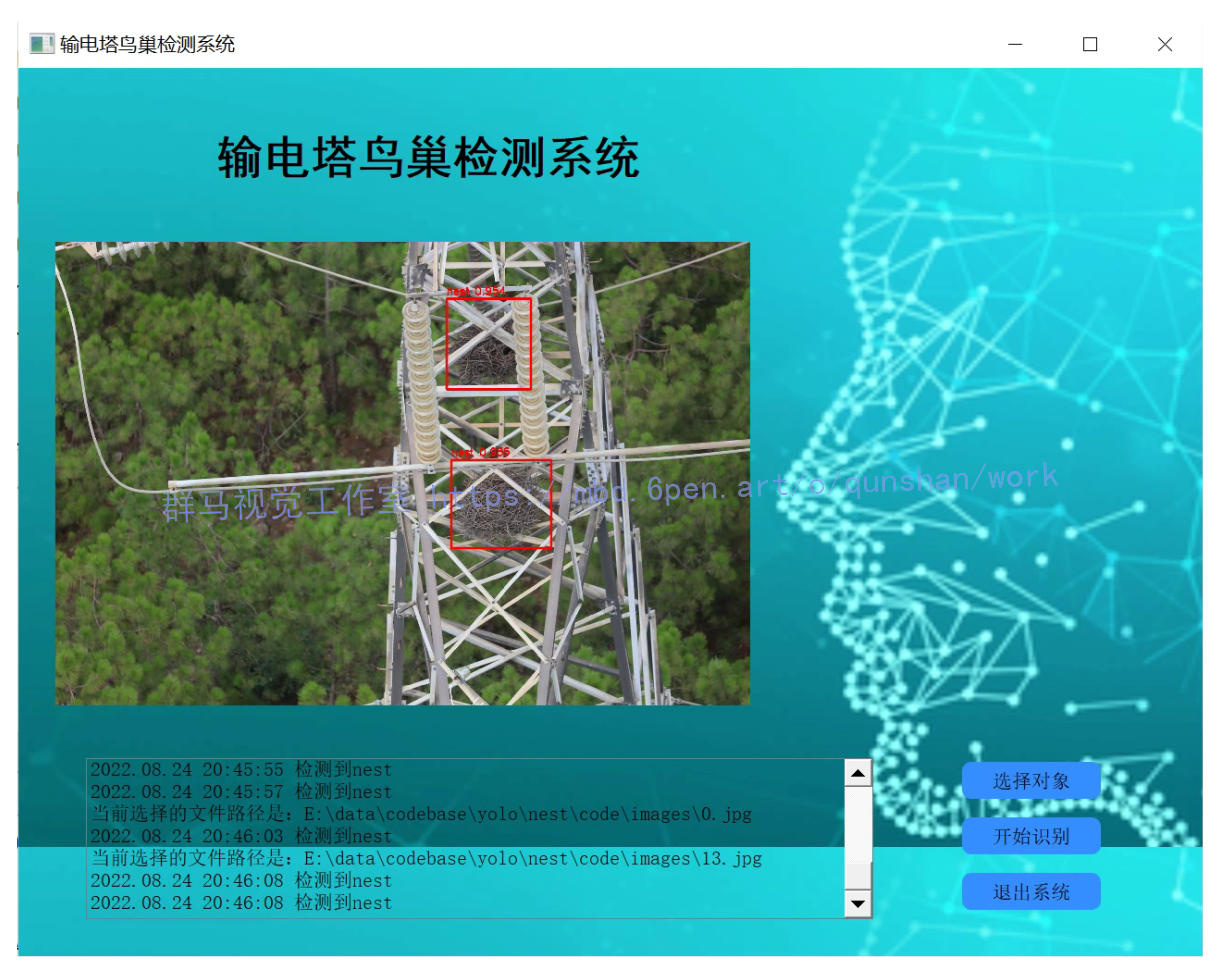 输电塔鸟巢检测系统
输电塔鸟巢检测系统
nest 0.954
nest
群马视觉工作室 https://mbd.6pen.art/o/qunshan/work
2022.08.24 20:45:55 检测到nest
2022.08.24 20:45:57 检测到nest
当前选择的文件路径是：E:\data\codebase\yolo\nest\code\images\0.jpg
2022.08.24 20:46:03 检测到nest
当前选择的文件路径是：E:\data\codebase\yolo\nest\code\images\13.jpg
2022.08.24 20:46:08 检测到nest
2022.08.24 20:46:08 检测到nest
选择对象
开始识别
退出系统